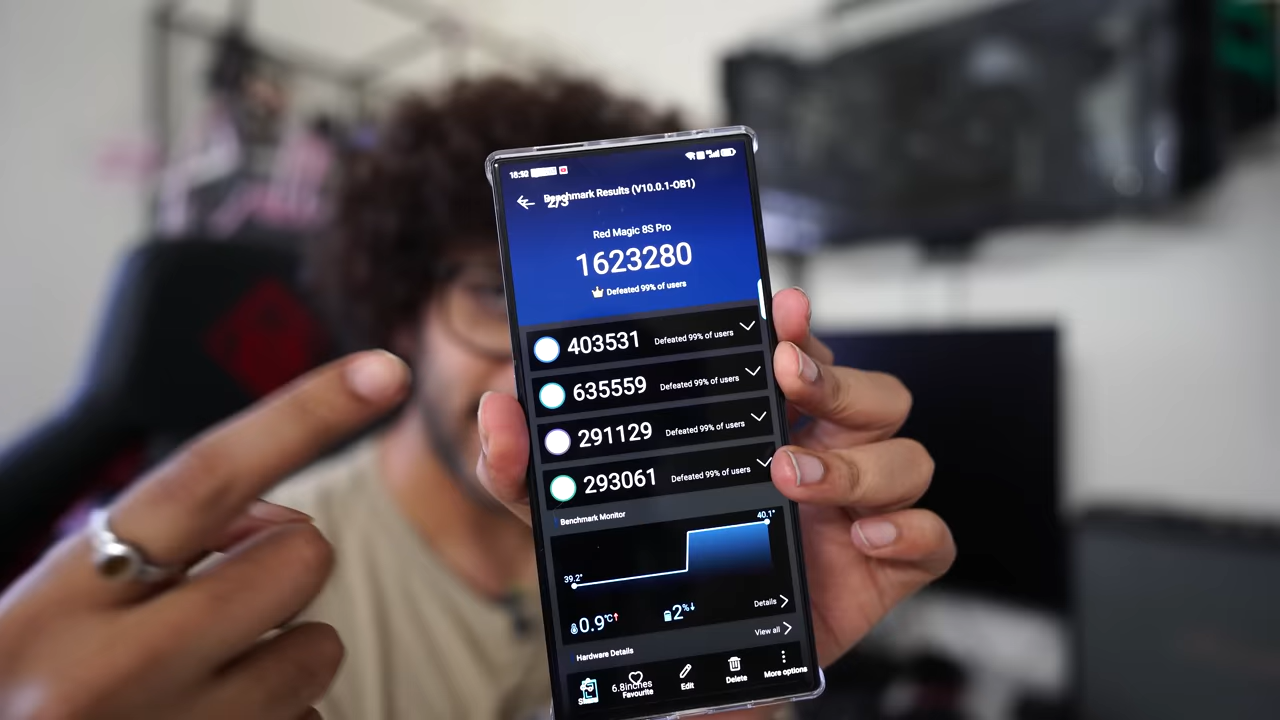 18:50
2/3
Benchmark Results (V10.0.1-OB1)
Red Magic 8S Pro
1623280
Defeated 99% of users
403531 Defeated 99% of users
635559 Defeated 99% of users
291129 Defeated 99% of users
293061 Defeated 99% of users
Benchmark Monitor
40.1°
39.2°
0.9°C 2%
Details
View all
Hardware Details
6.8inches
Favourite Edit Delete More options